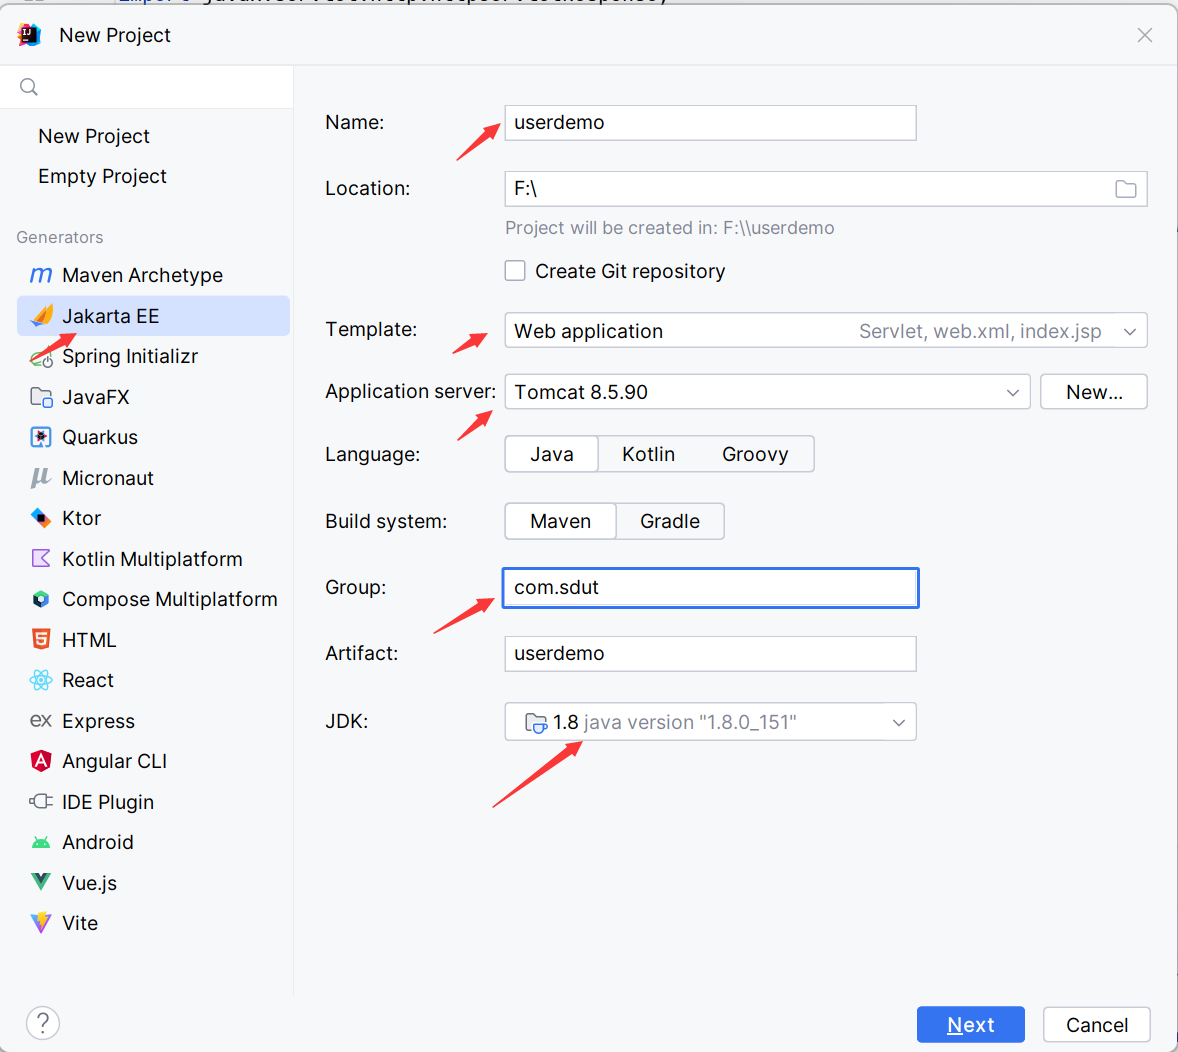 New Project
Name:
userdemo
New Project
Location:
F:\
Empty Project
Project will be created in: F:\\userdemo
Generators
Create Git repository
Maven Archetype
Jakarta EE
Template:
Web application Servlet, web.xml, index.jsp
Spring Initializr
Application server:
Tomcat 8.5.90
New...
JavaFX
Quarkus
Language:
Java Kotlin Groovy
Micronaut
Ktor
Build system:
Maven Gradle
Kotlin Multiplatform
Group:
com.sdut
Compose Multiplatform
HTML
Artifact:
userdemo
React
Express
JDK:
1.8 java version "1.8.0_151"
Angular CLI
IDE Plugin
Android
Vue.js
Vite
?
Next
Cancel